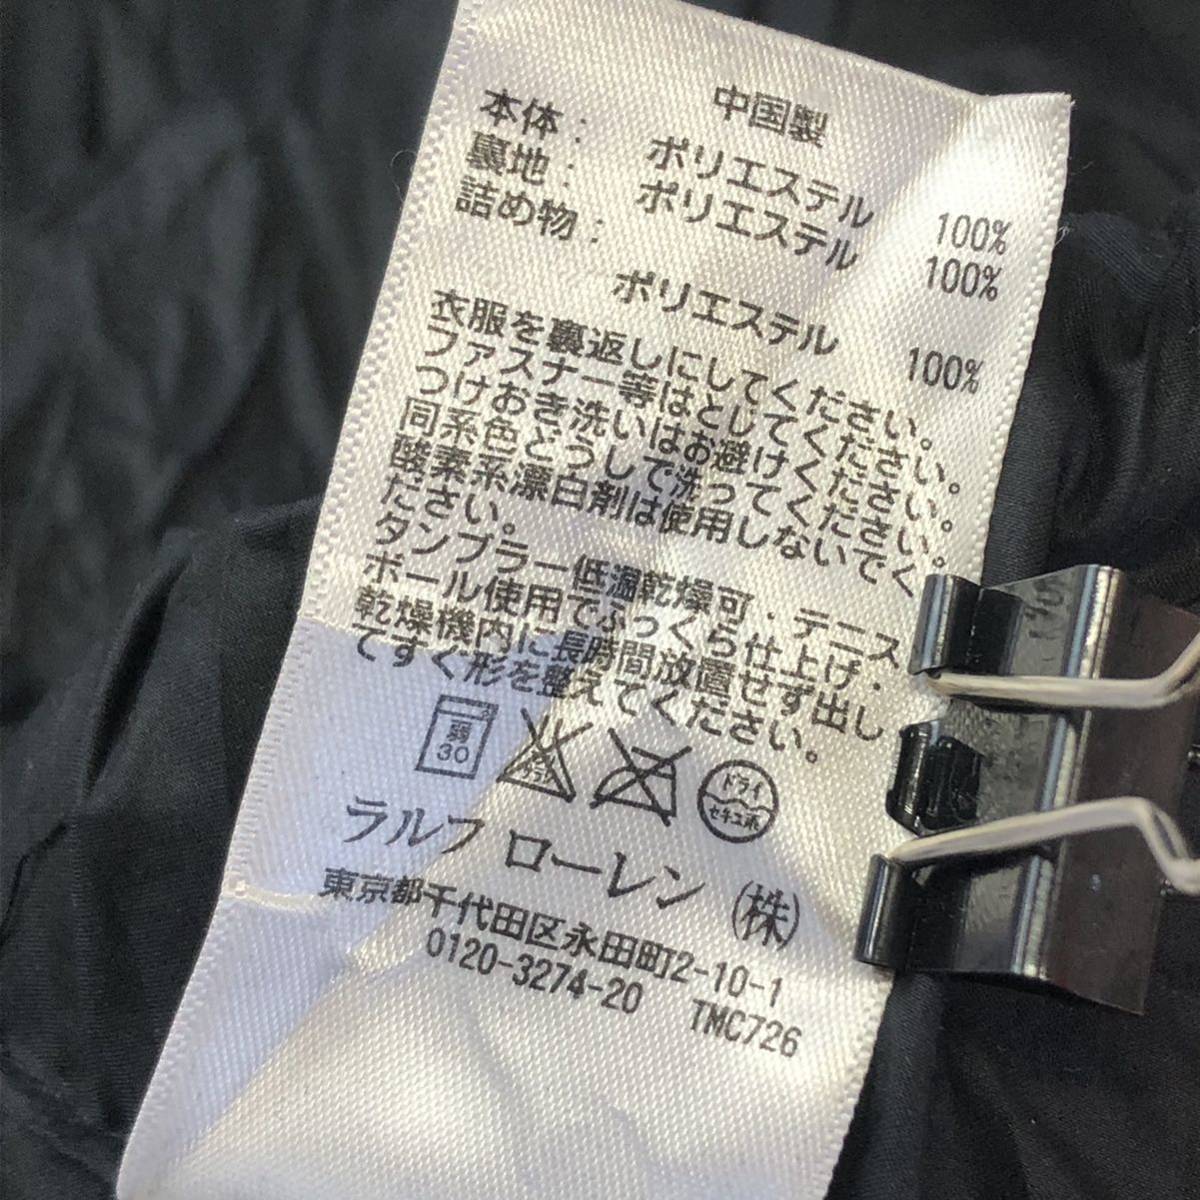 中国製
本体: ポリエステル 100%
裏地: ポリエステル 100%
詰め物:
ポリエステル 100%
衣服を裏返しにしてください。
ファスナー等はとじてください。
つけおき洗いはお避けください。
同系色どうしで洗ってください。
酸素系漂白剤は使用しないでく
ださい。
タンブラー低温乾燥可．テニス
ボール使用でふっくら仕上げ．
乾燥機内に長時間放置せず出し
てすぐ形を整えてください。
弱
30
エンソ
サラシ
ドライ
セキユ系
ラルフ ローレン (株)
東京都千代田区永田町2-10-1
0120-3274-20 TMC726